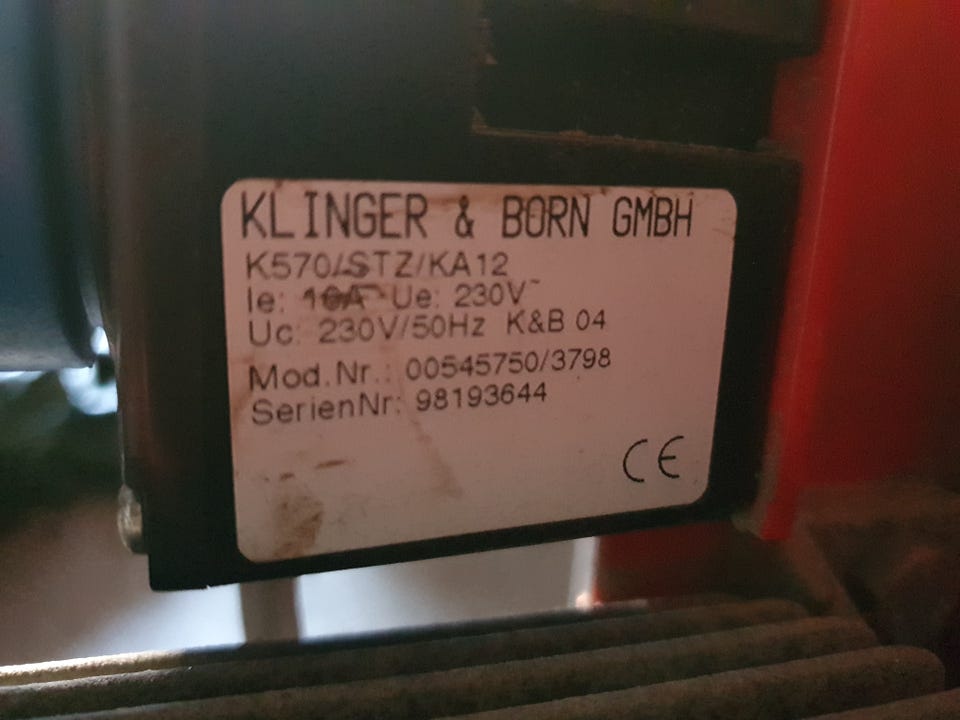 KLINGER & BORN GMBH
K570/STZ/KA12
Ie: 10A Ue: 230V~
Uc: 230V/50Hz K&B 04
Mod.Nr.: 00545750/3798
SerienNr: 98193644
CE